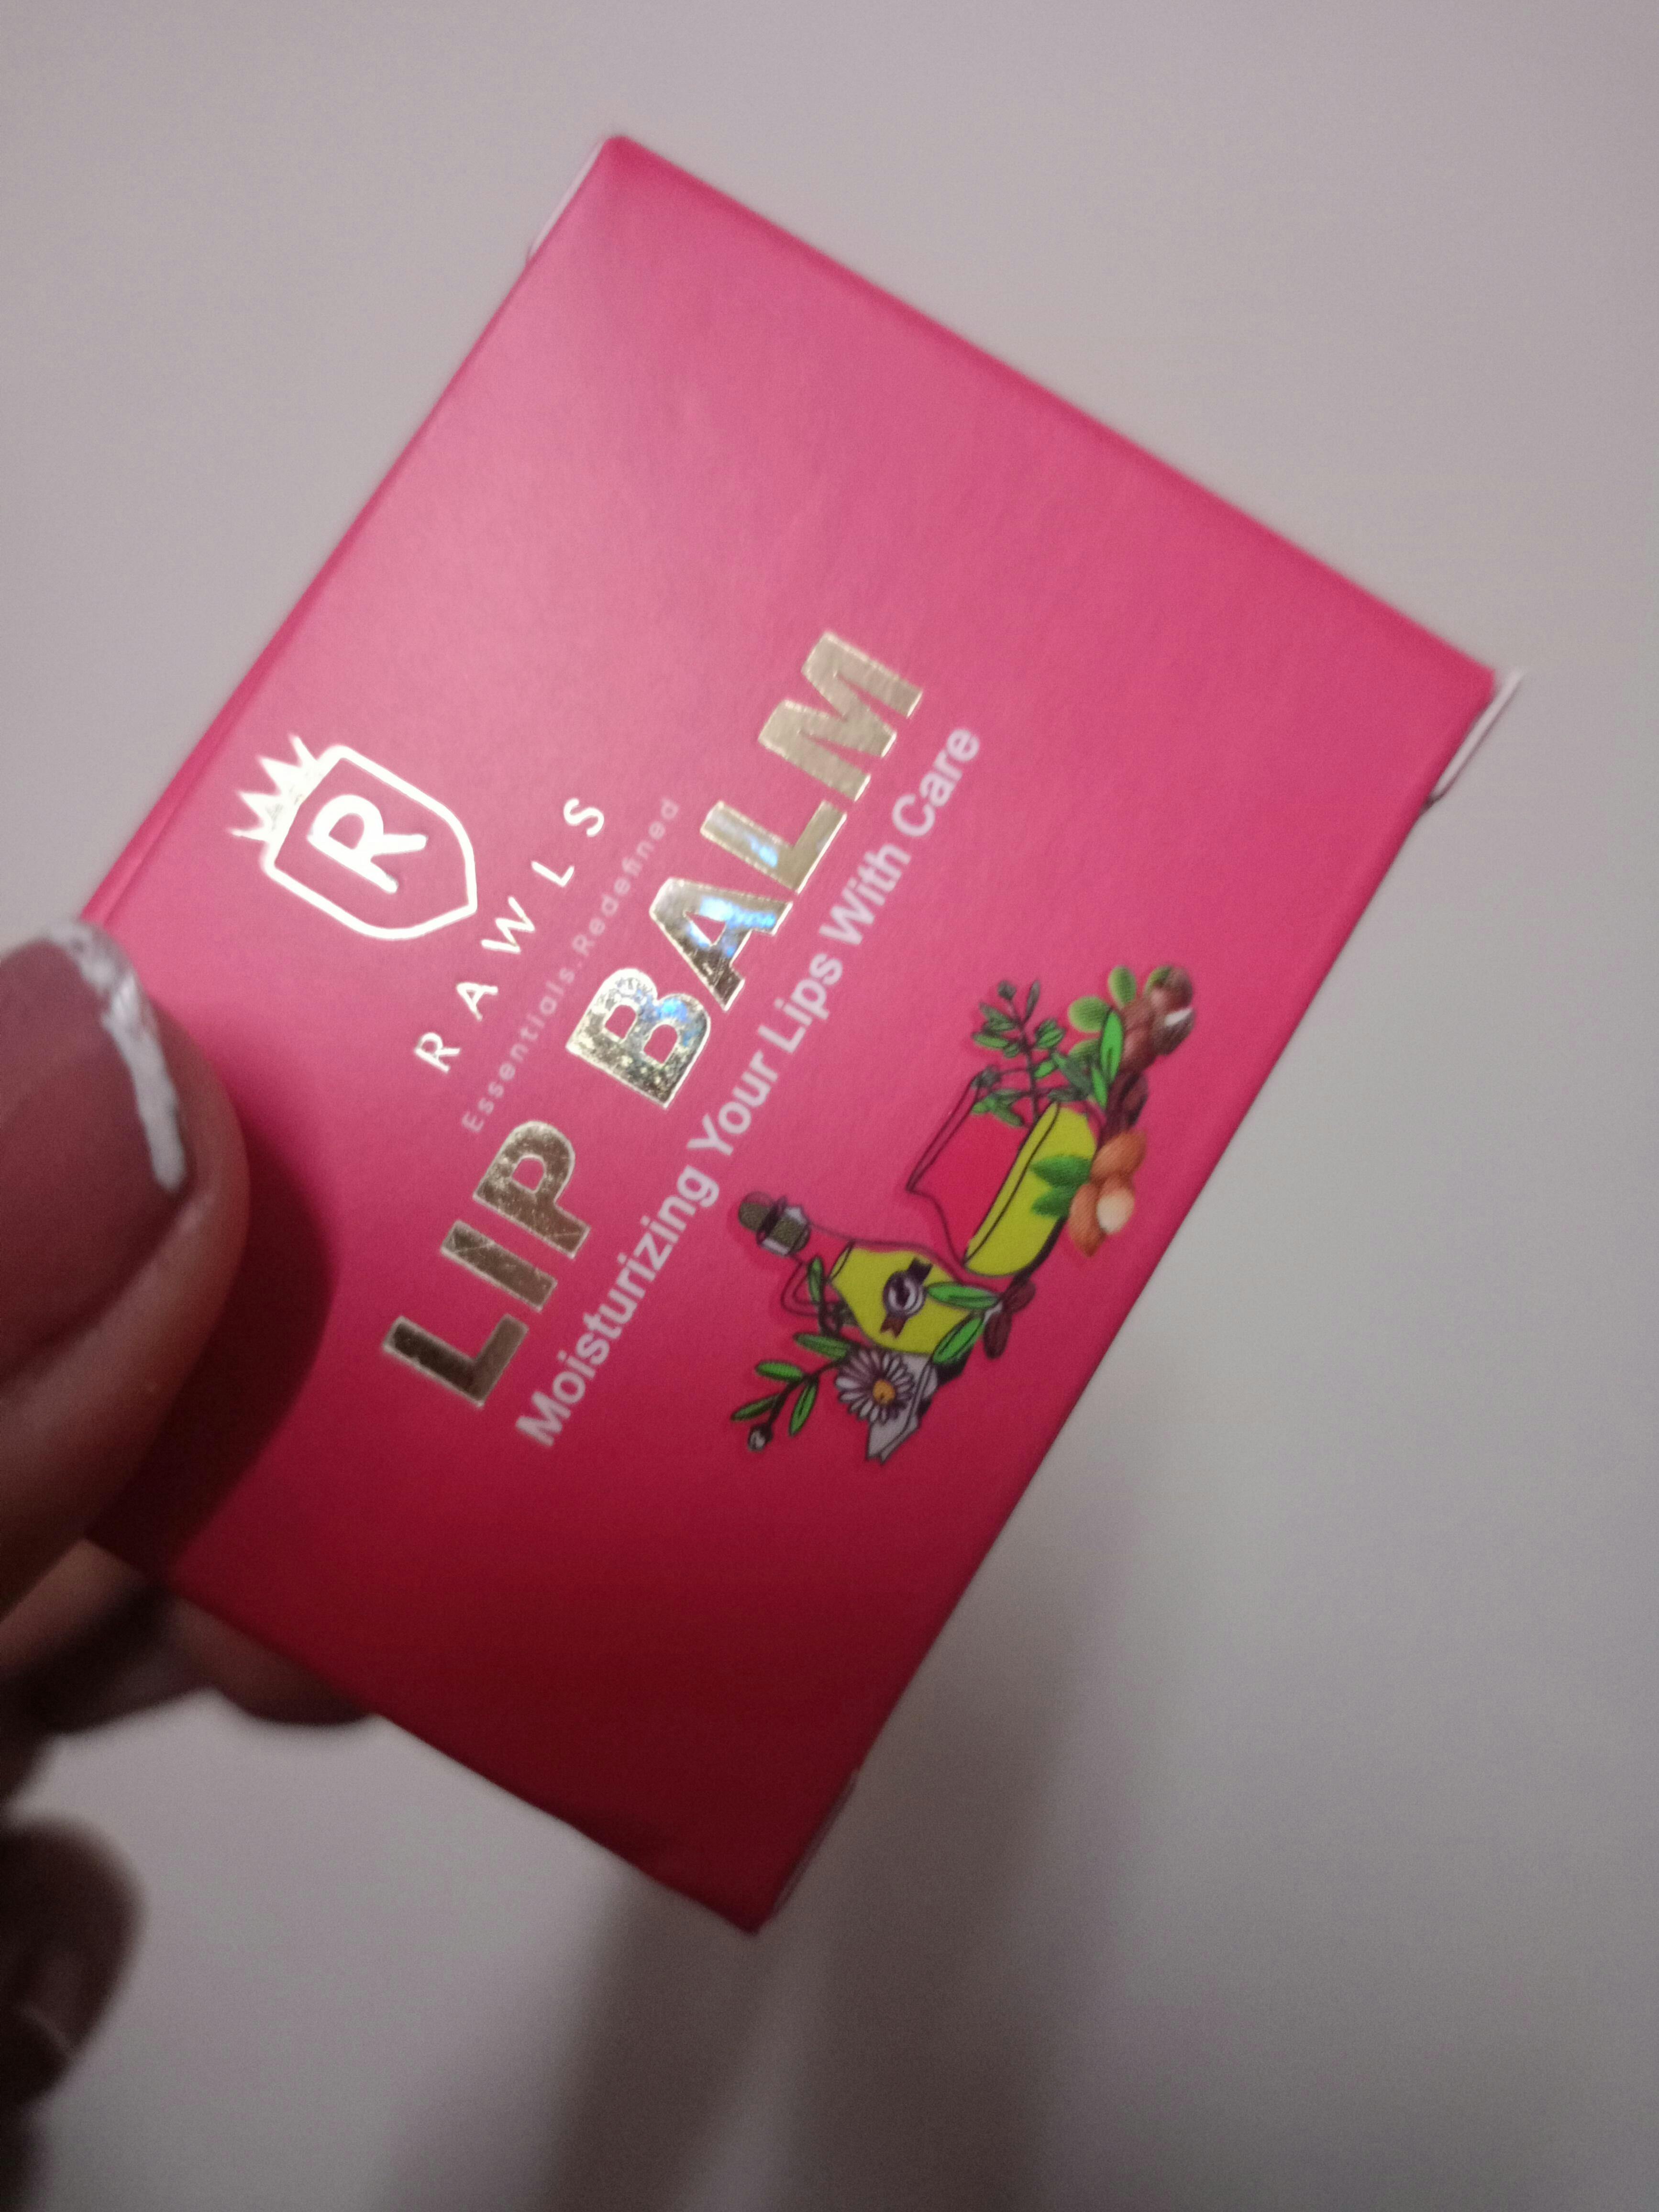 R
RAWLS
Essentials.Redefined
LIP BALM
Moisturizing Your Lips With Care